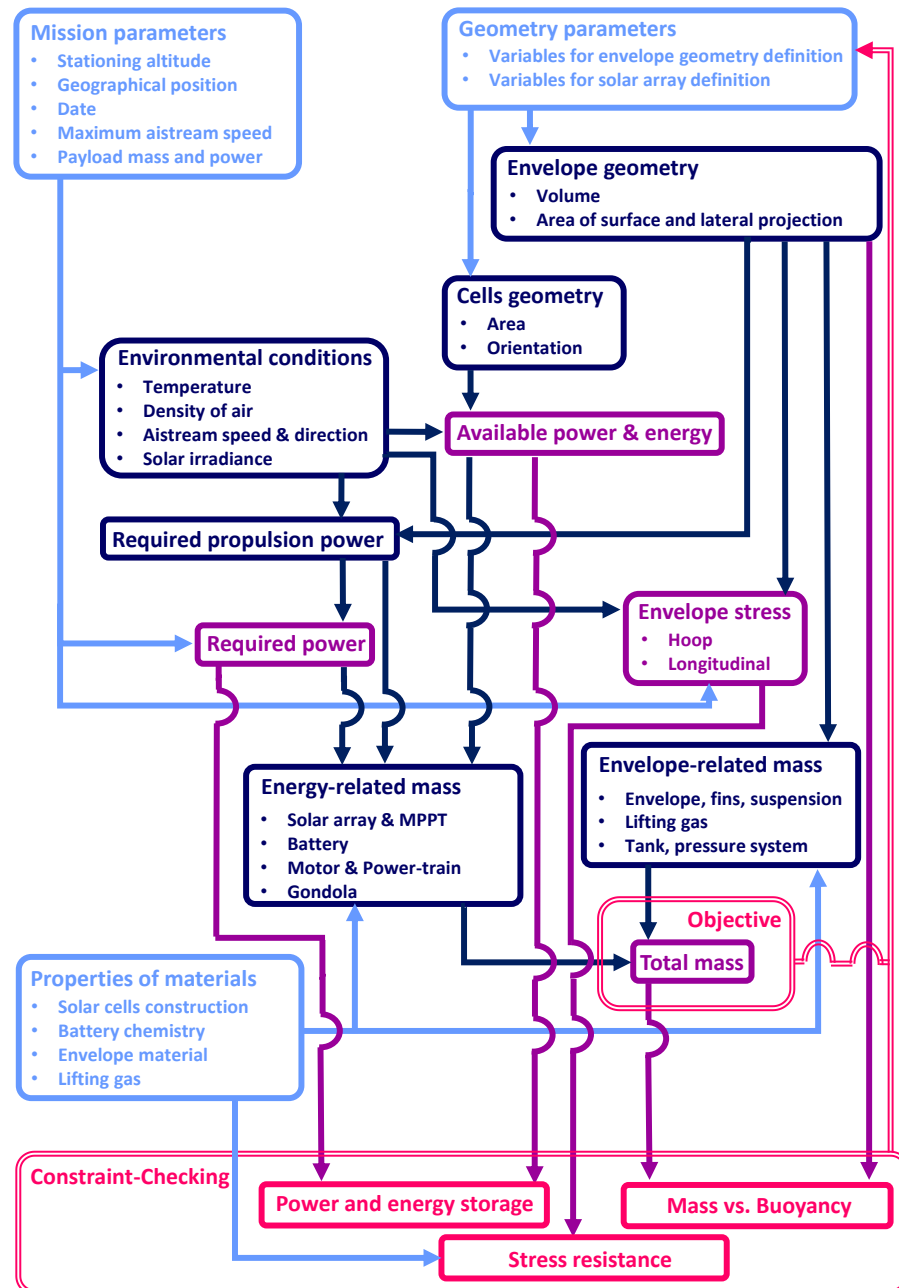 Mission parameters
• Stationing altitude
• Geographical position
• Date
• Maximum aistream speed
• Payload mass and power
Geometry parameters
• Variables for envelope geometry definition
• Variables for solar array definition
Envelope geometry
• Volume
• Area of surface and lateral projection
Cells geometry
• Area
• Orientation
Environmental conditions
• Temperature
• Density of air
• Aistream speed & direction
• Solar irradiance
Available power & energy
Required propulsion power
Envelope stress
• Hoop
• Longitudinal
Required power
Energy-related mass
• Solar array & MPPT
• Battery
• Motor & Power-train
• Gondola
Envelope-related mass
• Envelope, fins, suspension
• Lifting gas
• Tank, pressure system
Objective
Total mass
Properties of materials
• Solar cells construction
• Battery chemistry
• Envelope material
• Lifting gas
Constraint-Checking
Power and energy storage
Mass vs. Buoyancy
Stress resistance